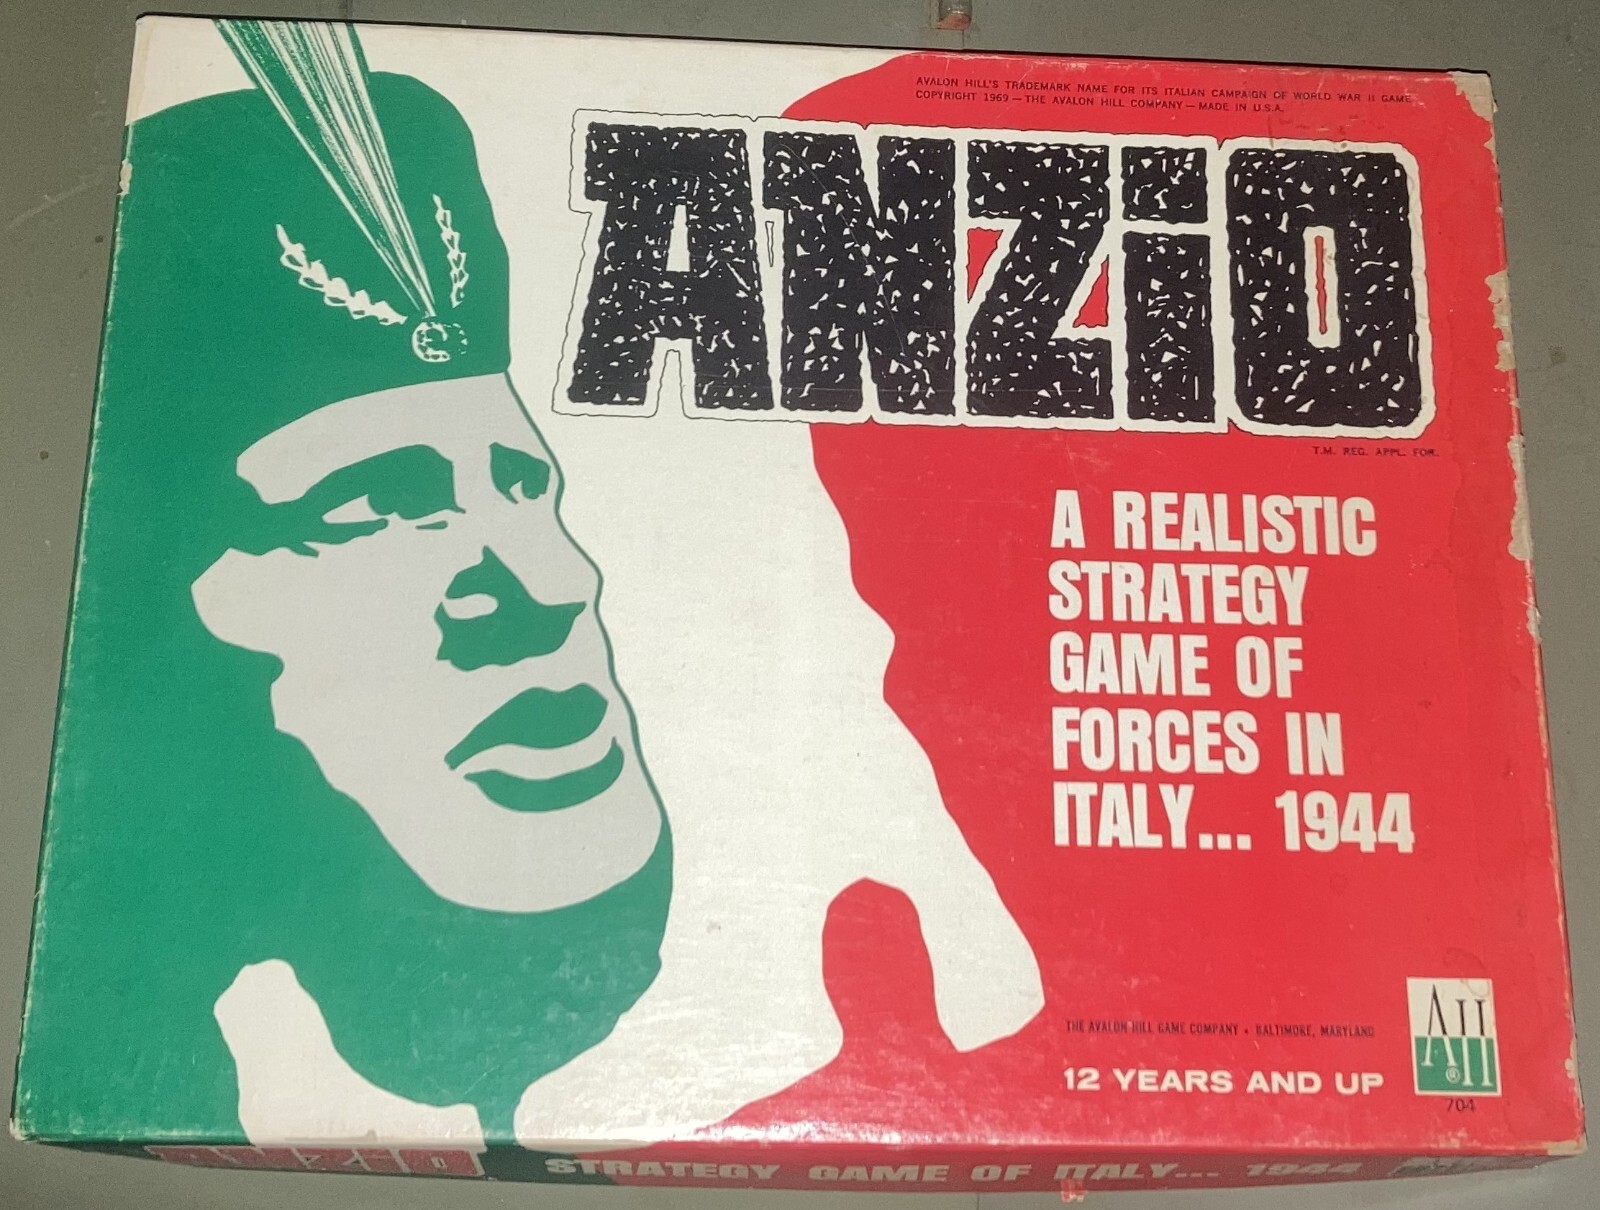 AVALON HILL'S TRADEMARK NAME FOR ITS ITALIAN CAMPAIGN OF WORLD WAR II GAME.
COPYRIGHT 1969 — THE AVALON HILL COMPANY — MADE IN U.S.A.
ANZiO
T.M. REG. APPL. FOR.
A REALISTIC
STRATEGY
GAME OF
FORCES IN
ITALY... 1944
THE AVALON HILL GAME COMPANY • BALTIMORE, MARYLAND
12 YEARS AND UP
AH
®
704
ANZiO STRATEGY GAME OF ITALY... 1944